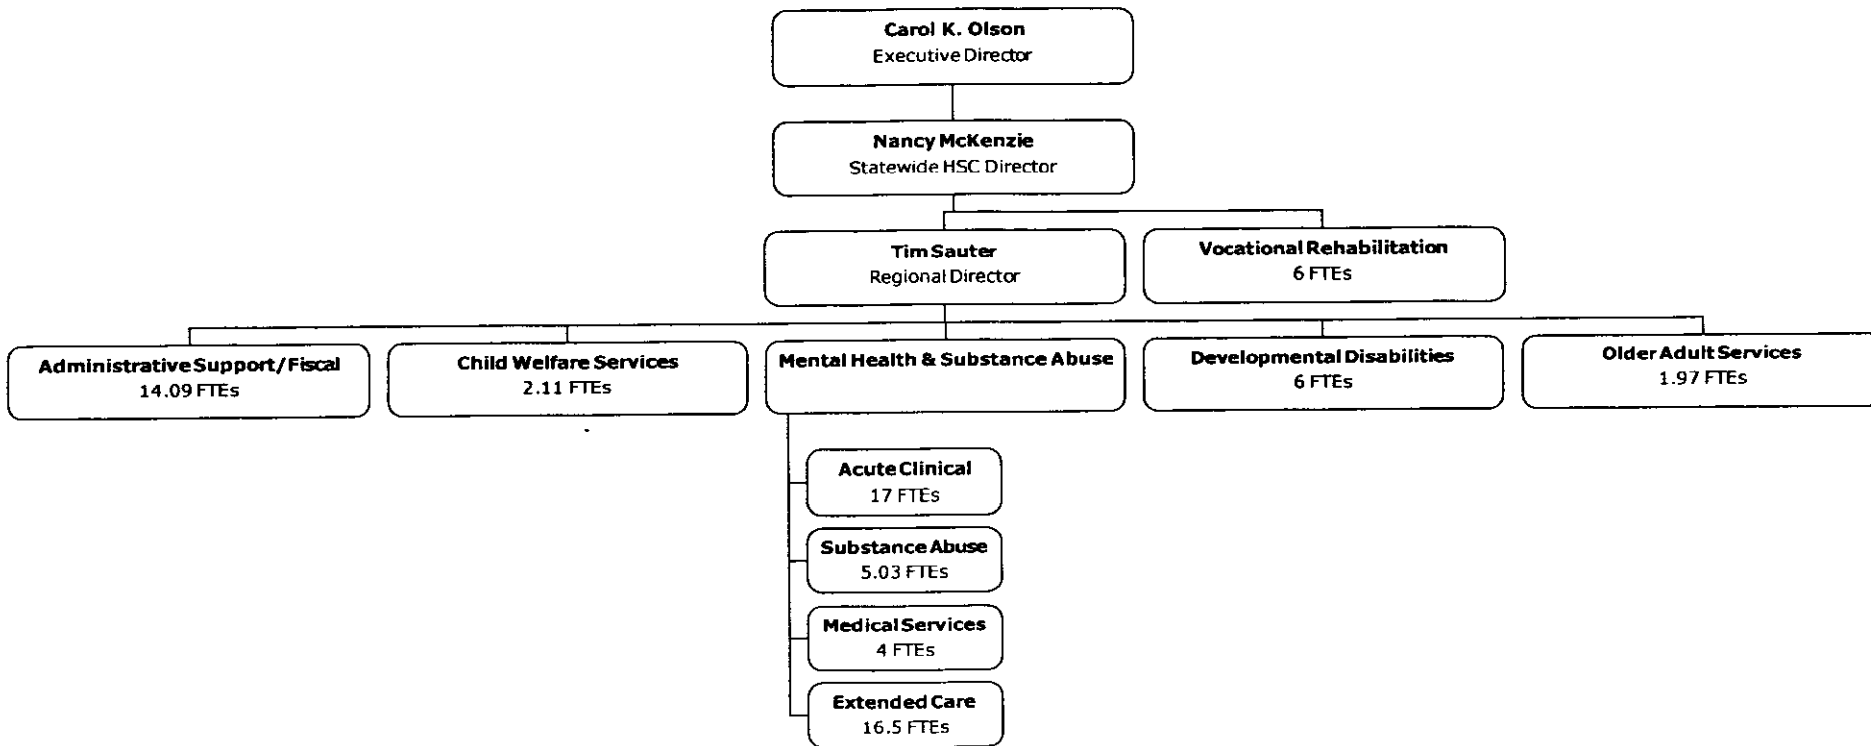 Carol K. Olson
Executive Director
Nancy McKenzie
Statewide HSC Director
Tim Sauter
Regional Director
Vocational Rehabilitation
6 FTEs
Administrative Support/Fiscal
14.09 FTEs
Child Welfare Services
2.11 FTEs
Mental Health & Substance Abuse
Developmental Disabilities
6 FTEs
Older Adult Services
1.97 FTEs
Acute Clinical
17 FTEs
Substance Abuse
5.03 FTEs
Medical Services
4 FTEs
Extended Care
16.5 FTEs